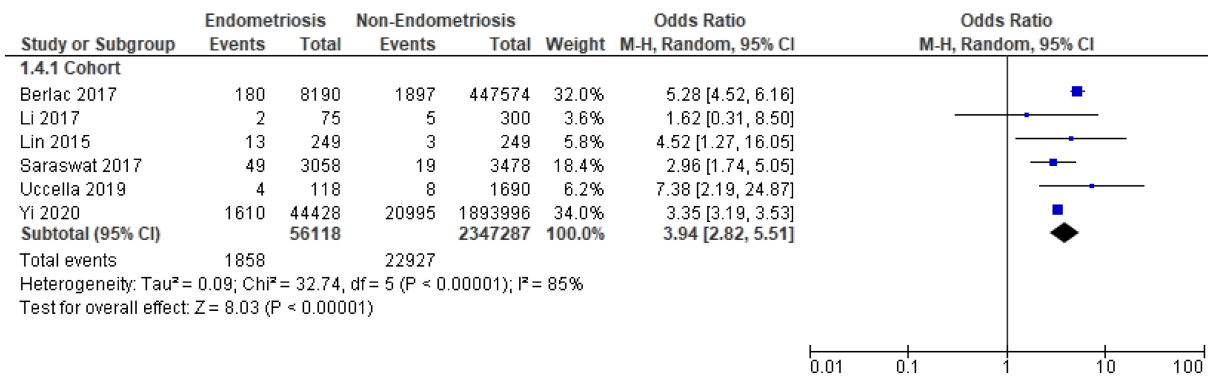 Endometriosis Non-Endometriosis Odds Ratio Odds Ratio
Study or Subgroup Events Total Events Total Weight M-H, Random, 95% CI M-H, Random, 95% CI
1.4.1 Cohort
Berlac 2017 180 8190 1897 447574 32.0% 5.28 [4.52, 6.16]
Li 2017 2 75 5 300 3.6% 1.62 [0.31, 8.50]
Lin 2015 13 249 3 249 5.8% 4.52 [1.27, 16.05]
Saraswat 2017 49 3058 19 3478 18.4% 2.96 [1.74, 5.05]
Uccella 2019 4 118 8 1690 6.2% 7.38 [2.19, 24.87]
Yi 2020 1610 44428 20995 1893996 34.0% 3.35 [3.19, 3.53]
Subtotal (95% CI) 56118 2347287 100.0% 3.94 [2.82, 5.51]
Total events 1858 22927
Heterogeneity: Tau² = 0.09; Chi² = 32.74, df = 5 (P < 0.00001); I² = 85%
Test for overall effect: Z = 8.03 (P < 0.00001)
0.01 0.1 1 10 100